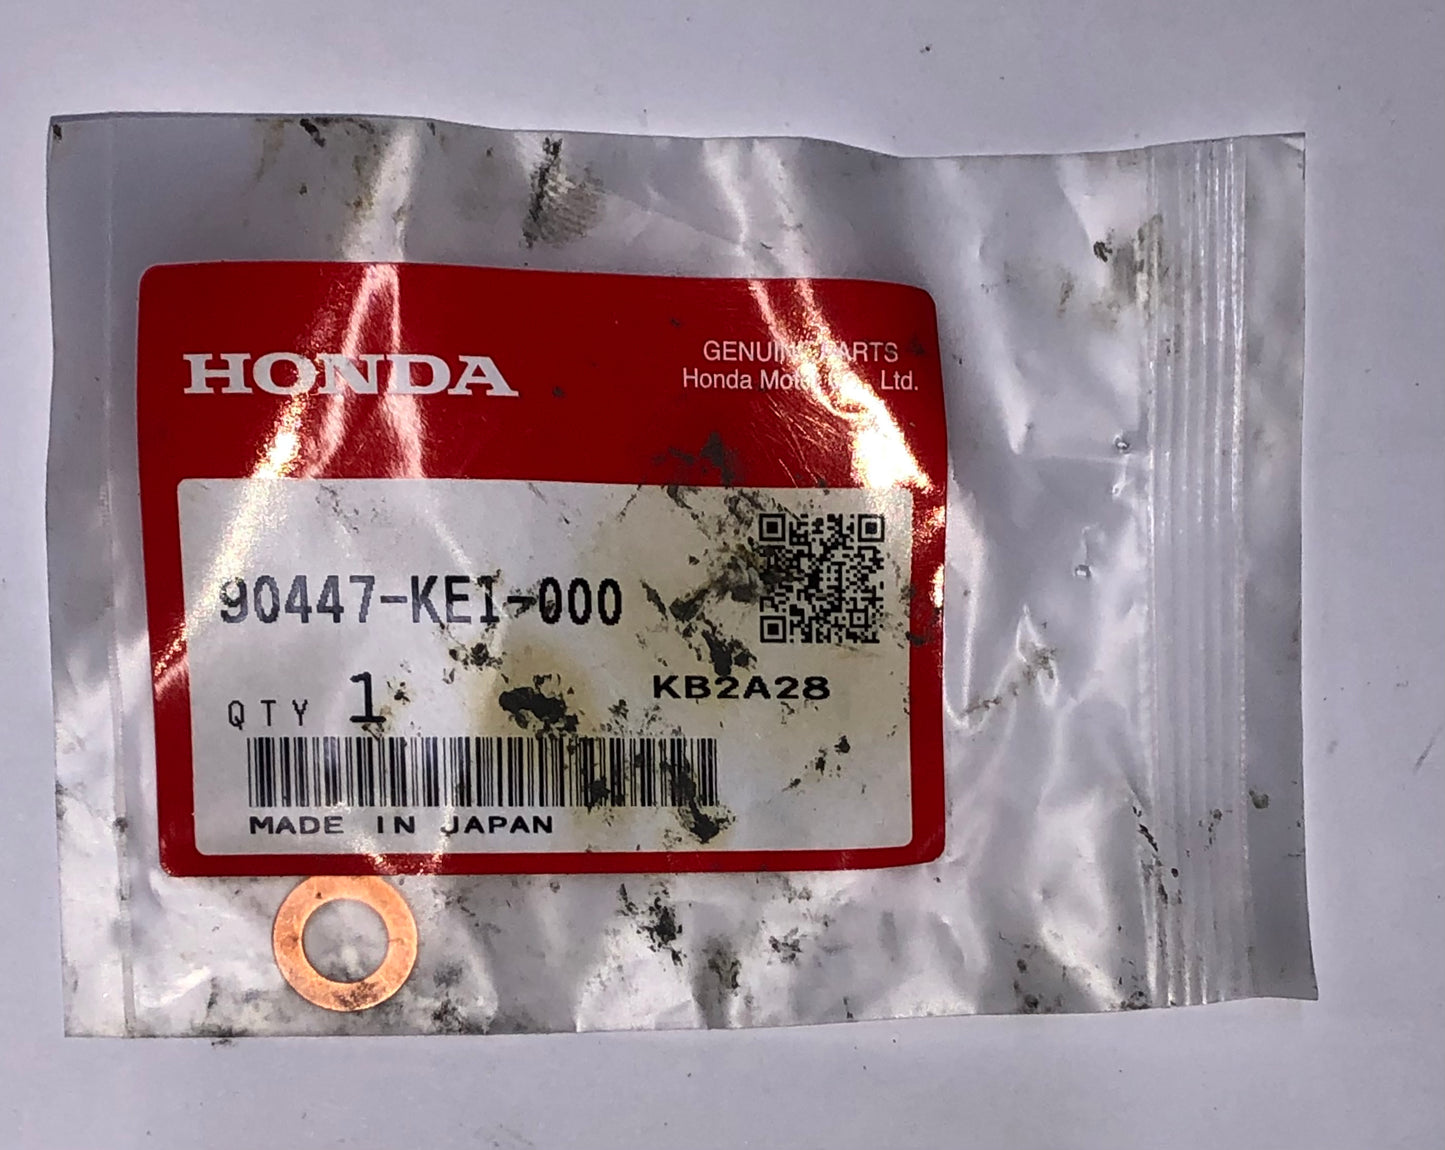 HONDA
GENUINE PARTS
Honda Motor Co., Ltd.
90447-KE1-000
KB2A28
QTY 1
MADE IN JAPAN